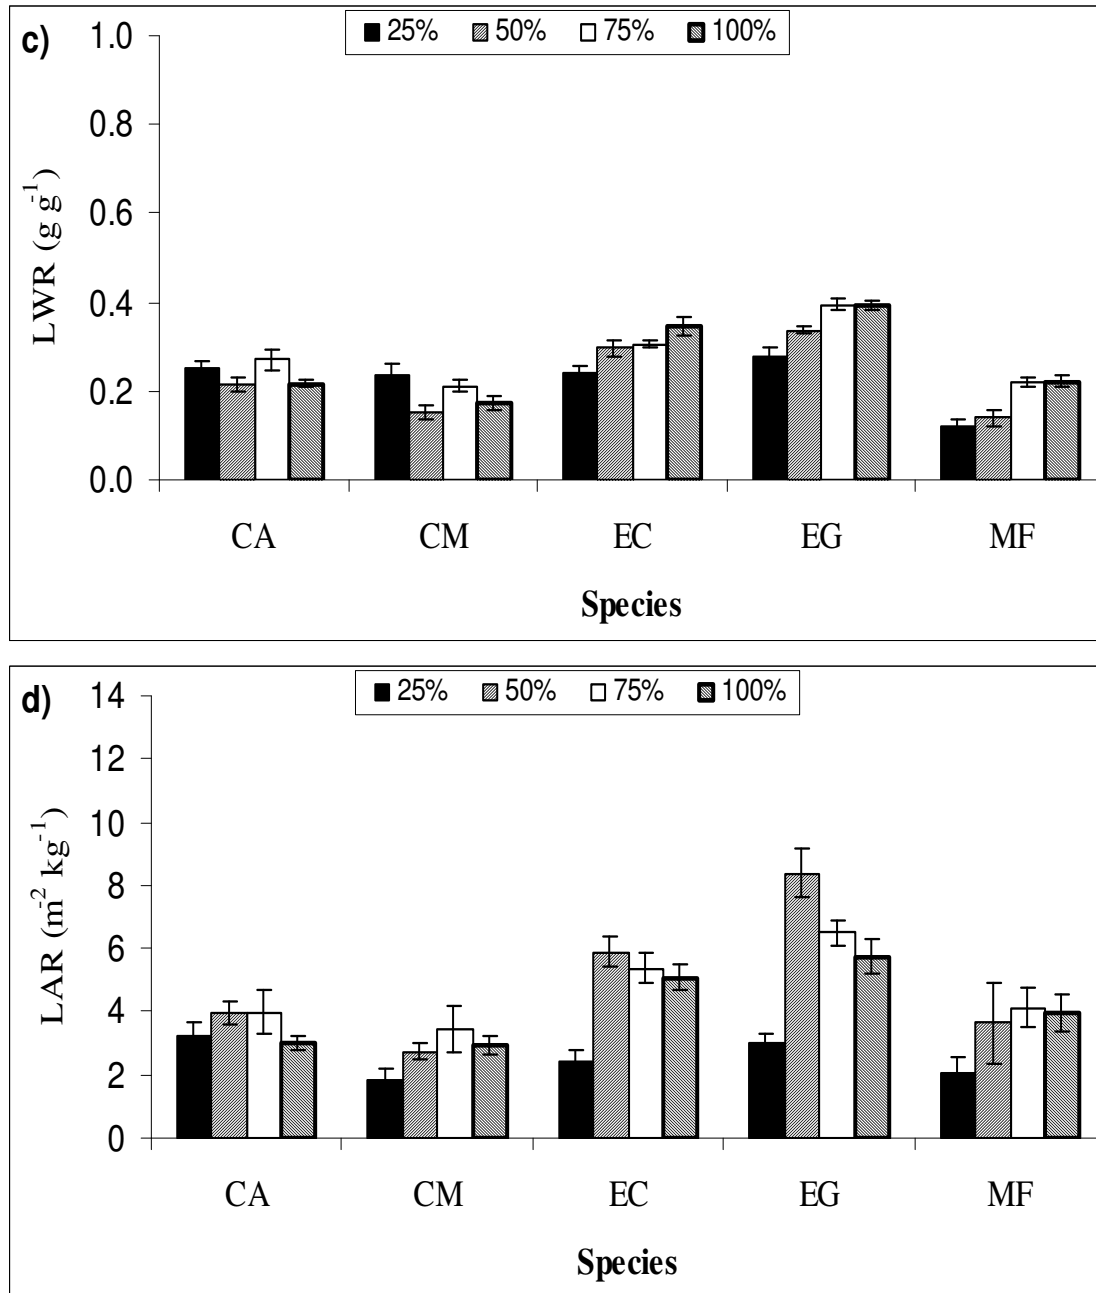 c)
25% 50% 75% 100%
1.0
0.8
0.6
0.4
0.2
0.0
LWR (g g⁻¹)
CA CM EC EG MF
Species
d)
25% 50% 75% 100%
14
12
10
8
6
4
2
0
LAR (m⁻² kg⁻¹)
CA CM EC EG MF
Species